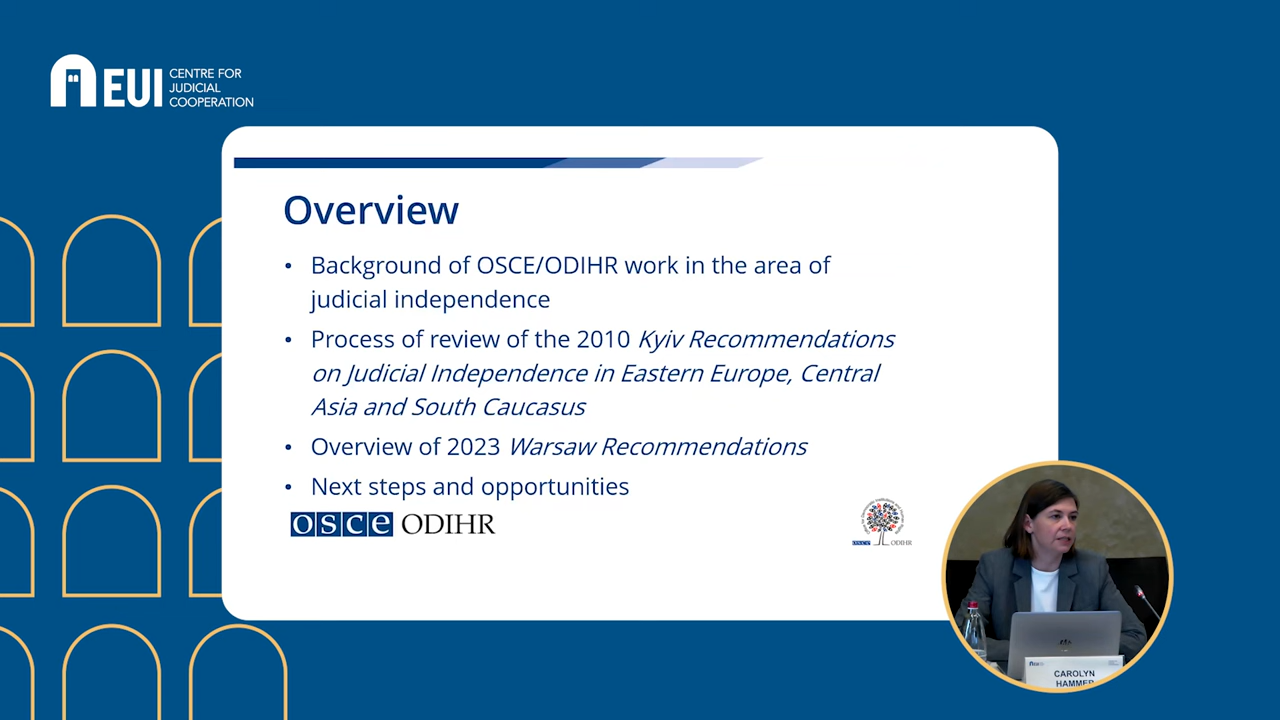 EUI
CENTRE FOR
JUDICIAL
COOPERATION
Overview
• Background of OSCE/ODIHR work in the area of
judicial independence
• Process of review of the 2010 Kyiv Recommendations
on Judicial Independence in Eastern Europe, Central
Asia and South Caucasus
• Overview of 2023 Warsaw Recommendations
• Next steps and opportunities
osce ODIHR
ODIHR
CAROLYN
HAMMER